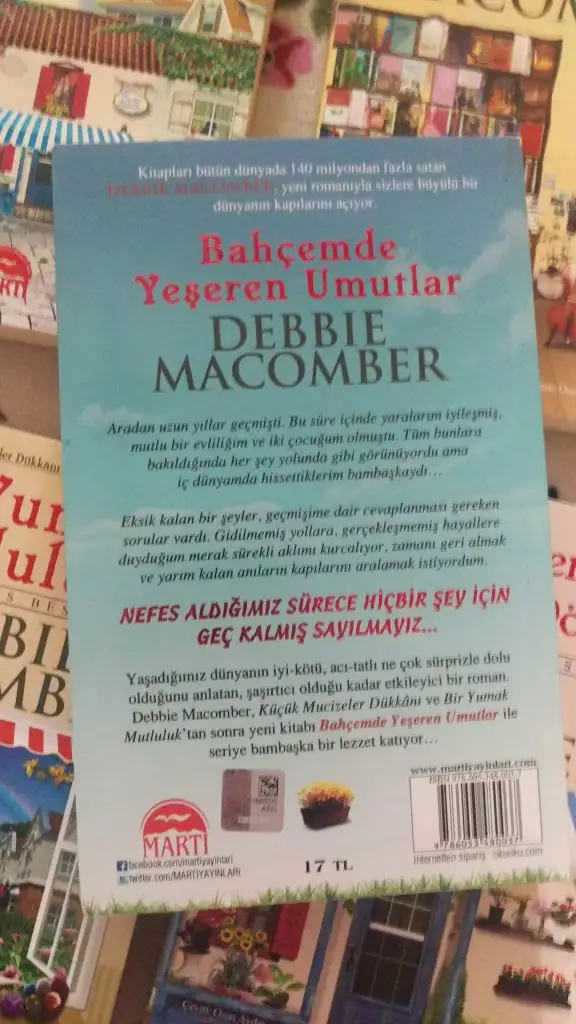 Kitapları bütün dünyada 140 milyondan fazla satan
DEBBIE MACOMBER, yeni romanıyla sizlere büyülü bir
dünyanın kapılarını açıyor.
Bahçemde
Yeşeren Umutlar
DEBBIE
MACOMBER
Aradan uzun yıllar geçmişti. Bu süre içinde yaralarım iyileşmiş,
mutlu bir evliliğim ve iki çocuğum olmuştu. Tüm bunlara
bakıldığında her şey yolunda gibi görünüyordu ama
iç dünyamda hissettiklerim bambaşkaydı...
Eksik kalan bir şeyler, geçmişime dair cevaplanması gereken
sorular vardı. Gidilmemiş yollara, gerçekleşmemiş hayallere
duyduğum merak sürekli aklımı kurcalıyor, zamanı geri almak
ve yarım kalan anıların kapılarını aralamak istiyordum.
NEFES ALDIĞIMIZ SÜRECE HİÇBİR ŞEY İÇİN
GEÇ KALMIŞ SAYILMAYIZ...
Yaşadığımız dünyanın iyi-kötü, acı-tatlı ne çok sürprizle dolu
olduğunu anlatan, şaşırtıcı olduğu kadar etkileyici bir roman.
Debbie Macomber, Küçük Mucizeler Dükkânı ve Bir Yumak
Mutluluk'tan sonra yeni kitabı Bahçemde Yeşeren Umutlar ile
seriye bambaşka bir lezzet katıyor...
www.martiyayinlari.com
9 786053 480037
internetten sipariş okuoku.com
MARTI
facebook.com/martiyayinlari
twitter.com/MARTIYAYINLARI
17 TL